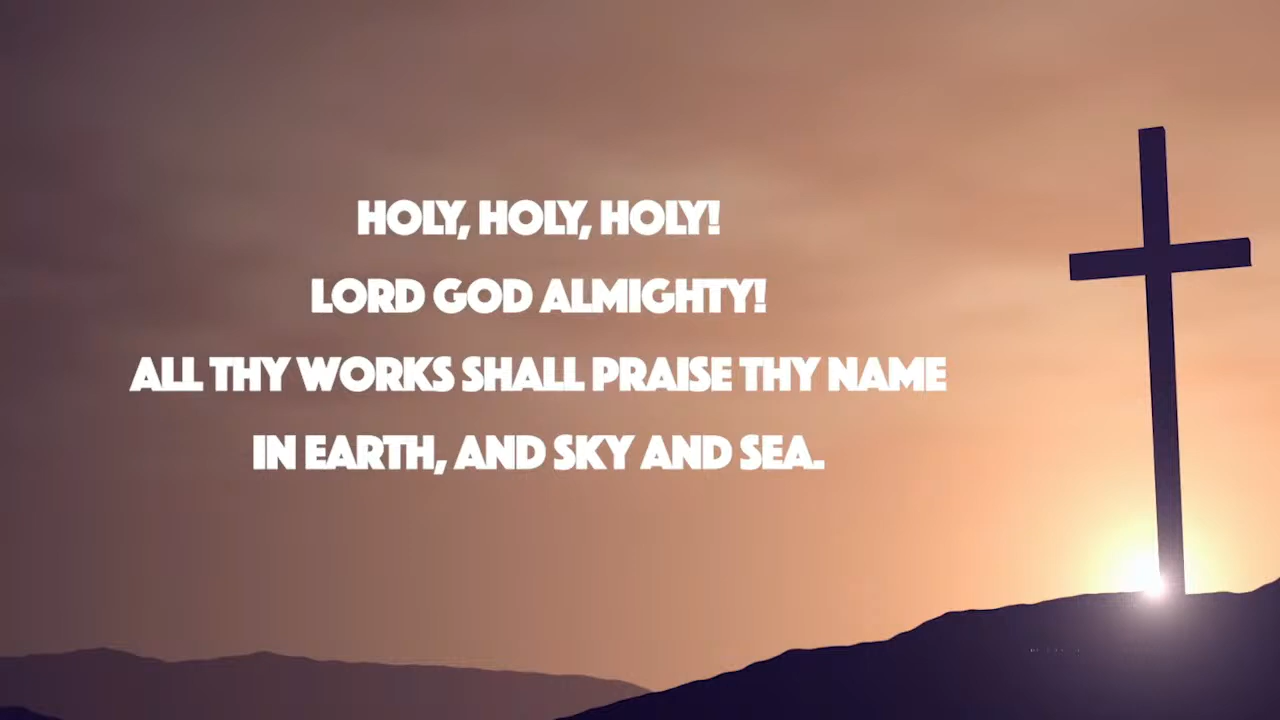 HOLY, HOLY, HOLY!
LORD GOD ALMIGHTY!
ALL THY WORKS SHALL PRAISE THY NAME
IN EARTH, AND SKY AND SEA.